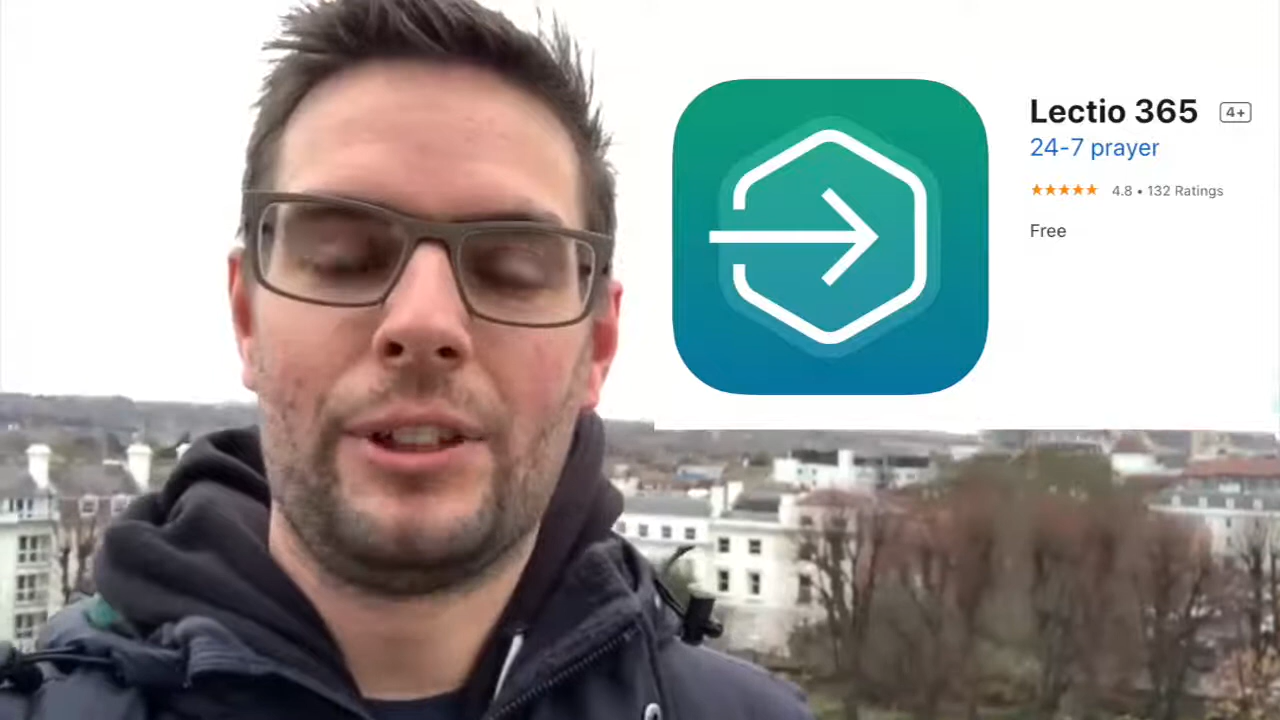 Lectio 365 4+
24-7 prayer
★★★★★ 4.8 • 132 Ratings
Free